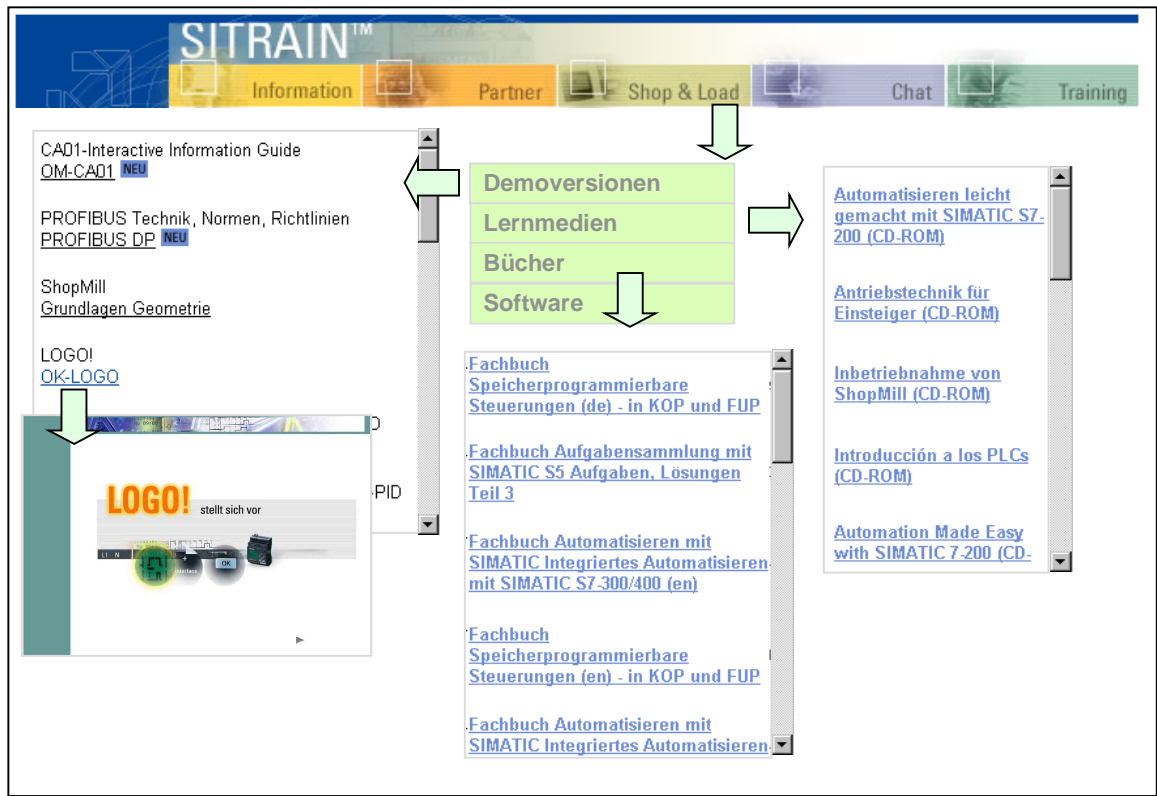 SITRAIN™
Information
Partner
Shop & Load
Chat
Training
CA01-Interactive Information Guide
OM-CA01 NEU
PROFIBUS Technik, Normen, Richtlinien
PROFIBUS DP NEU
ShopMill
Grundlagen Geometrie
LOGO!
OK-LOGO
-PID
LOGO! stellt sich vor
L1 N
OK
Demoversionen
Lernmedien
Bücher
Software
Fachbuch
Speicherprogrammierbare
Steuerungen (de) - in KOP und FUP
Fachbuch Aufgabensammlung mit
SIMATIC S5 Aufgaben, Lösungen
Teil 3
Fachbuch Automatisieren mit
SIMATIC Integriertes Automatisieren
mit SIMATIC S7-300/400 (en)
Fachbuch
Speicherprogrammierbare
Steuerungen (en) - in KOP und FUP
Fachbuch Automatisieren mit
SIMATIC Integriertes Automatisieren
Automatisieren leicht
gemacht mit SIMATIC S7-
200 (CD-ROM)
Antriebstechnik für
Einsteiger (CD-ROM)
Inbetriebnahme von
ShopMill (CD-ROM)
Introducción a los PLCs
(CD-ROM)
Automation Made Easy
with SIMATIC 7-200 (CD-